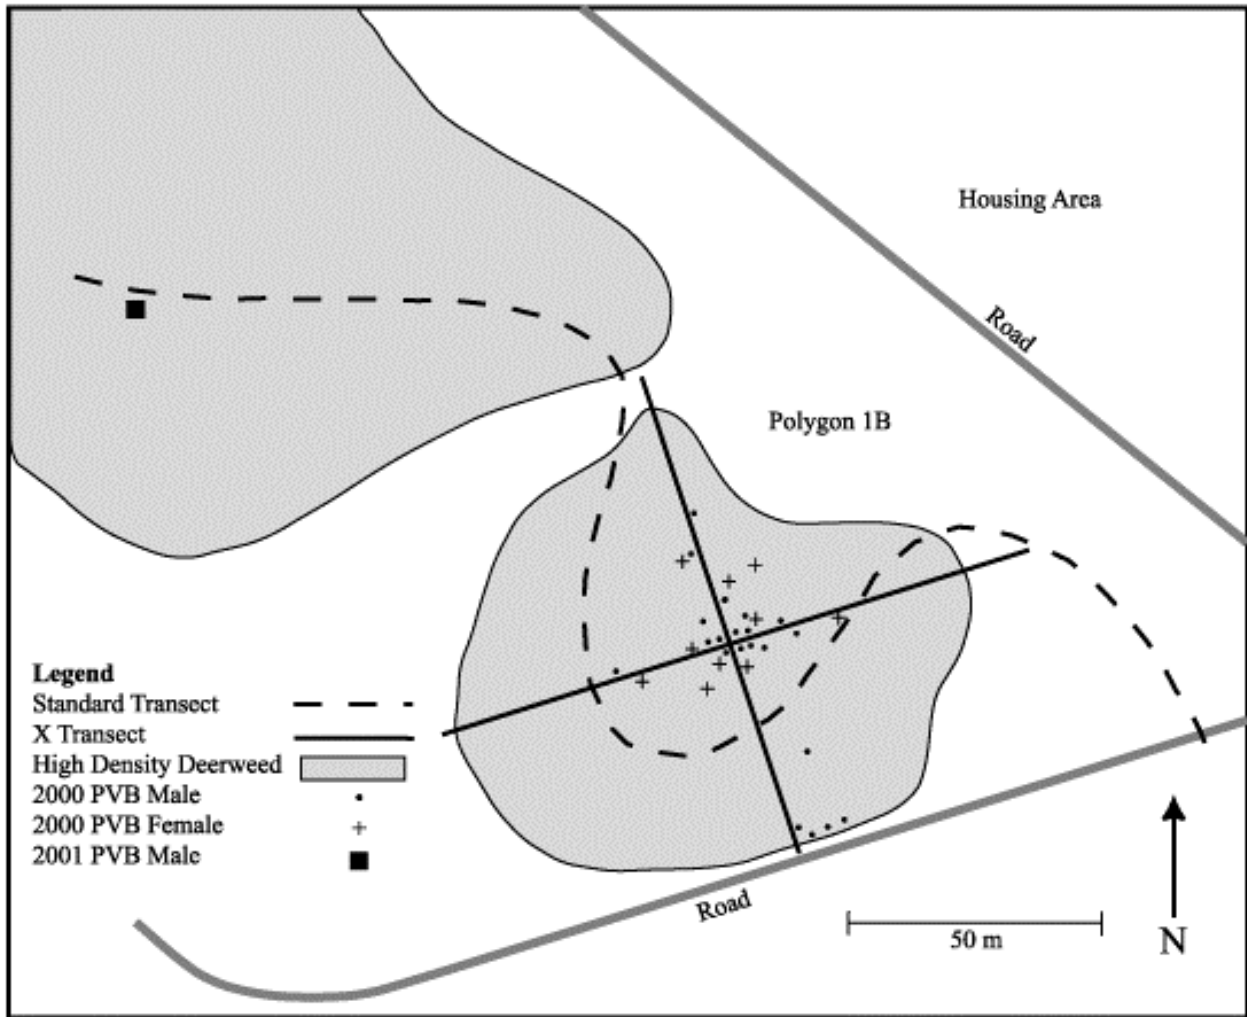 Housing Area
Road
Polygon 1B
Legend
Standard Transect
X Transect
High Density Deerweed
2000 PVB Male
2000 PVB Female
2001 PVB Male
Road
50 m
N